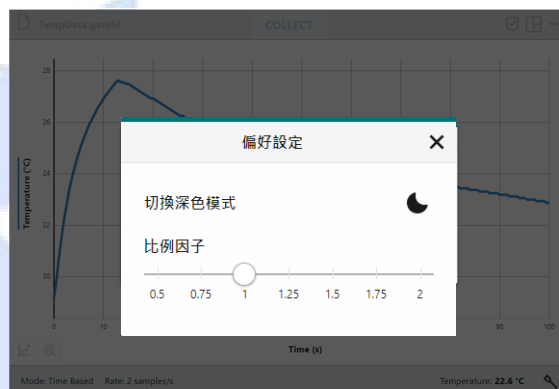 TempData.gambl
COLLECT
28
26
24
22
20
Temperature (°C)
偏好設定
切換深色模式
比例因子
0.5 0.75 1 1.25 1.5 1.75 2
0 10 90 100
Time (s)
Mode: Time Based Rate: 2 samples/s Temperature: 22.6 °C